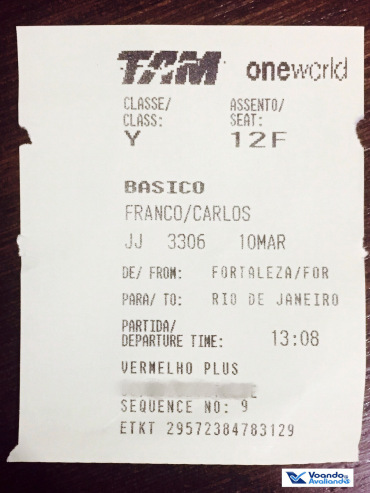 TAM oneworld
CLASSE/ ASSENTO/
CLASS: SEAT:
Y 12F
BASICO
FRANCO/CARLOS
JJ 3306 10MAR
DE/ FROM: FORTALEZA/FOR
PARA/ TO: RIO DE JANEIRO
PARTIDA/
DEPARTURE TIME: 13:08
VERMELHO PLUS
SEQUENCE NO: 9
ETKT 29572384783129
Voando
Avaliando